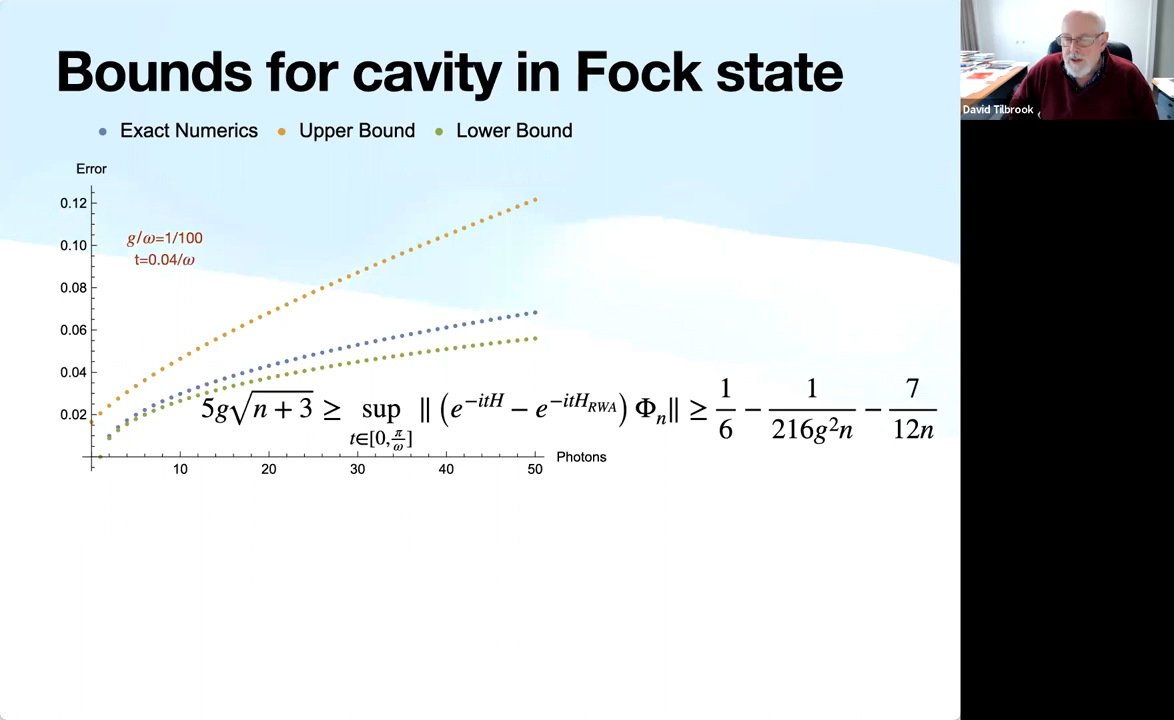 Bounds for cavity in Fock state
David Tilbrook
Exact Numerics Upper Bound Lower Bound
Error
0.12
0.10
0.08
0.06
0.04
0.02
g/ω=1/100
t=0.04/ω
5g√(n + 3) ≥ sup t∈[0,π/ω] ‖ (e^{−itH} − e^{−itH_{RWA}}) Φ_n‖ ≥ 1/6 − 1/(216g²n) − 7/(12n)
10 20 30 40 50 Photons